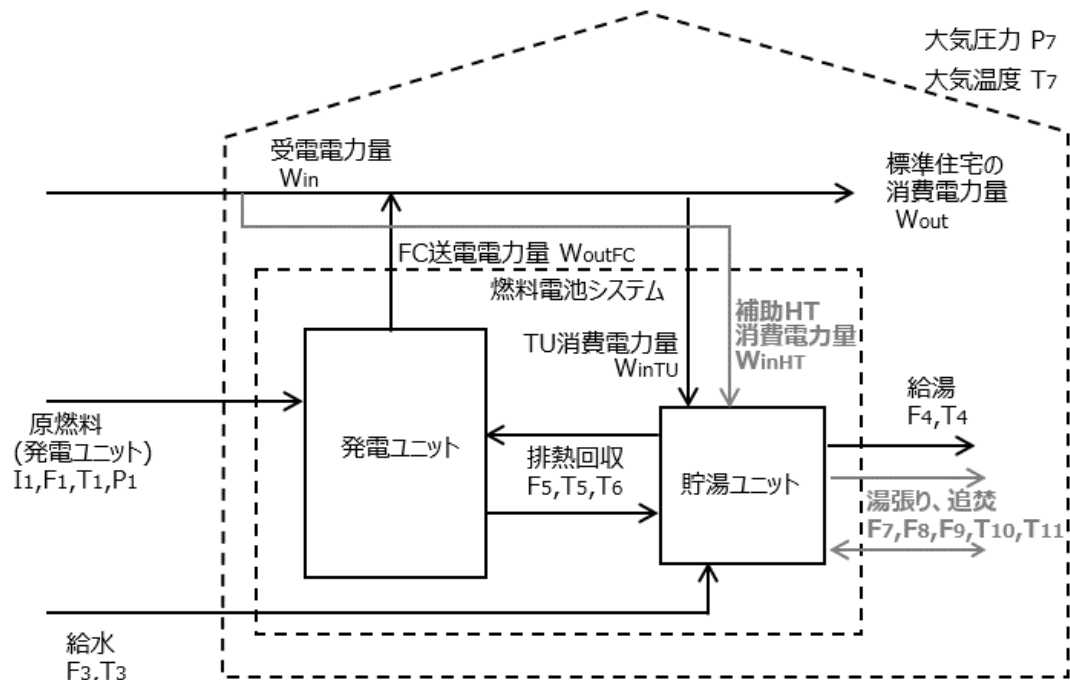 大気圧力 P7
大気温度 T7
受電電力量
Win
標準住宅の
消費電力量
Wout
FC送電電力量 WoutFC
燃料電池システム
補助HT
消費電力量
WinHT
TU消費電力量
WinTU
原燃料
(発電ユニット)
I1,F1,T1,P1
発電ユニット
排熱回収
F5,T5,T6
貯湯ユニット
給湯
F4,T4
湯張り、追焚
F7,F8,F9,T10,T11
給水
F3,T3